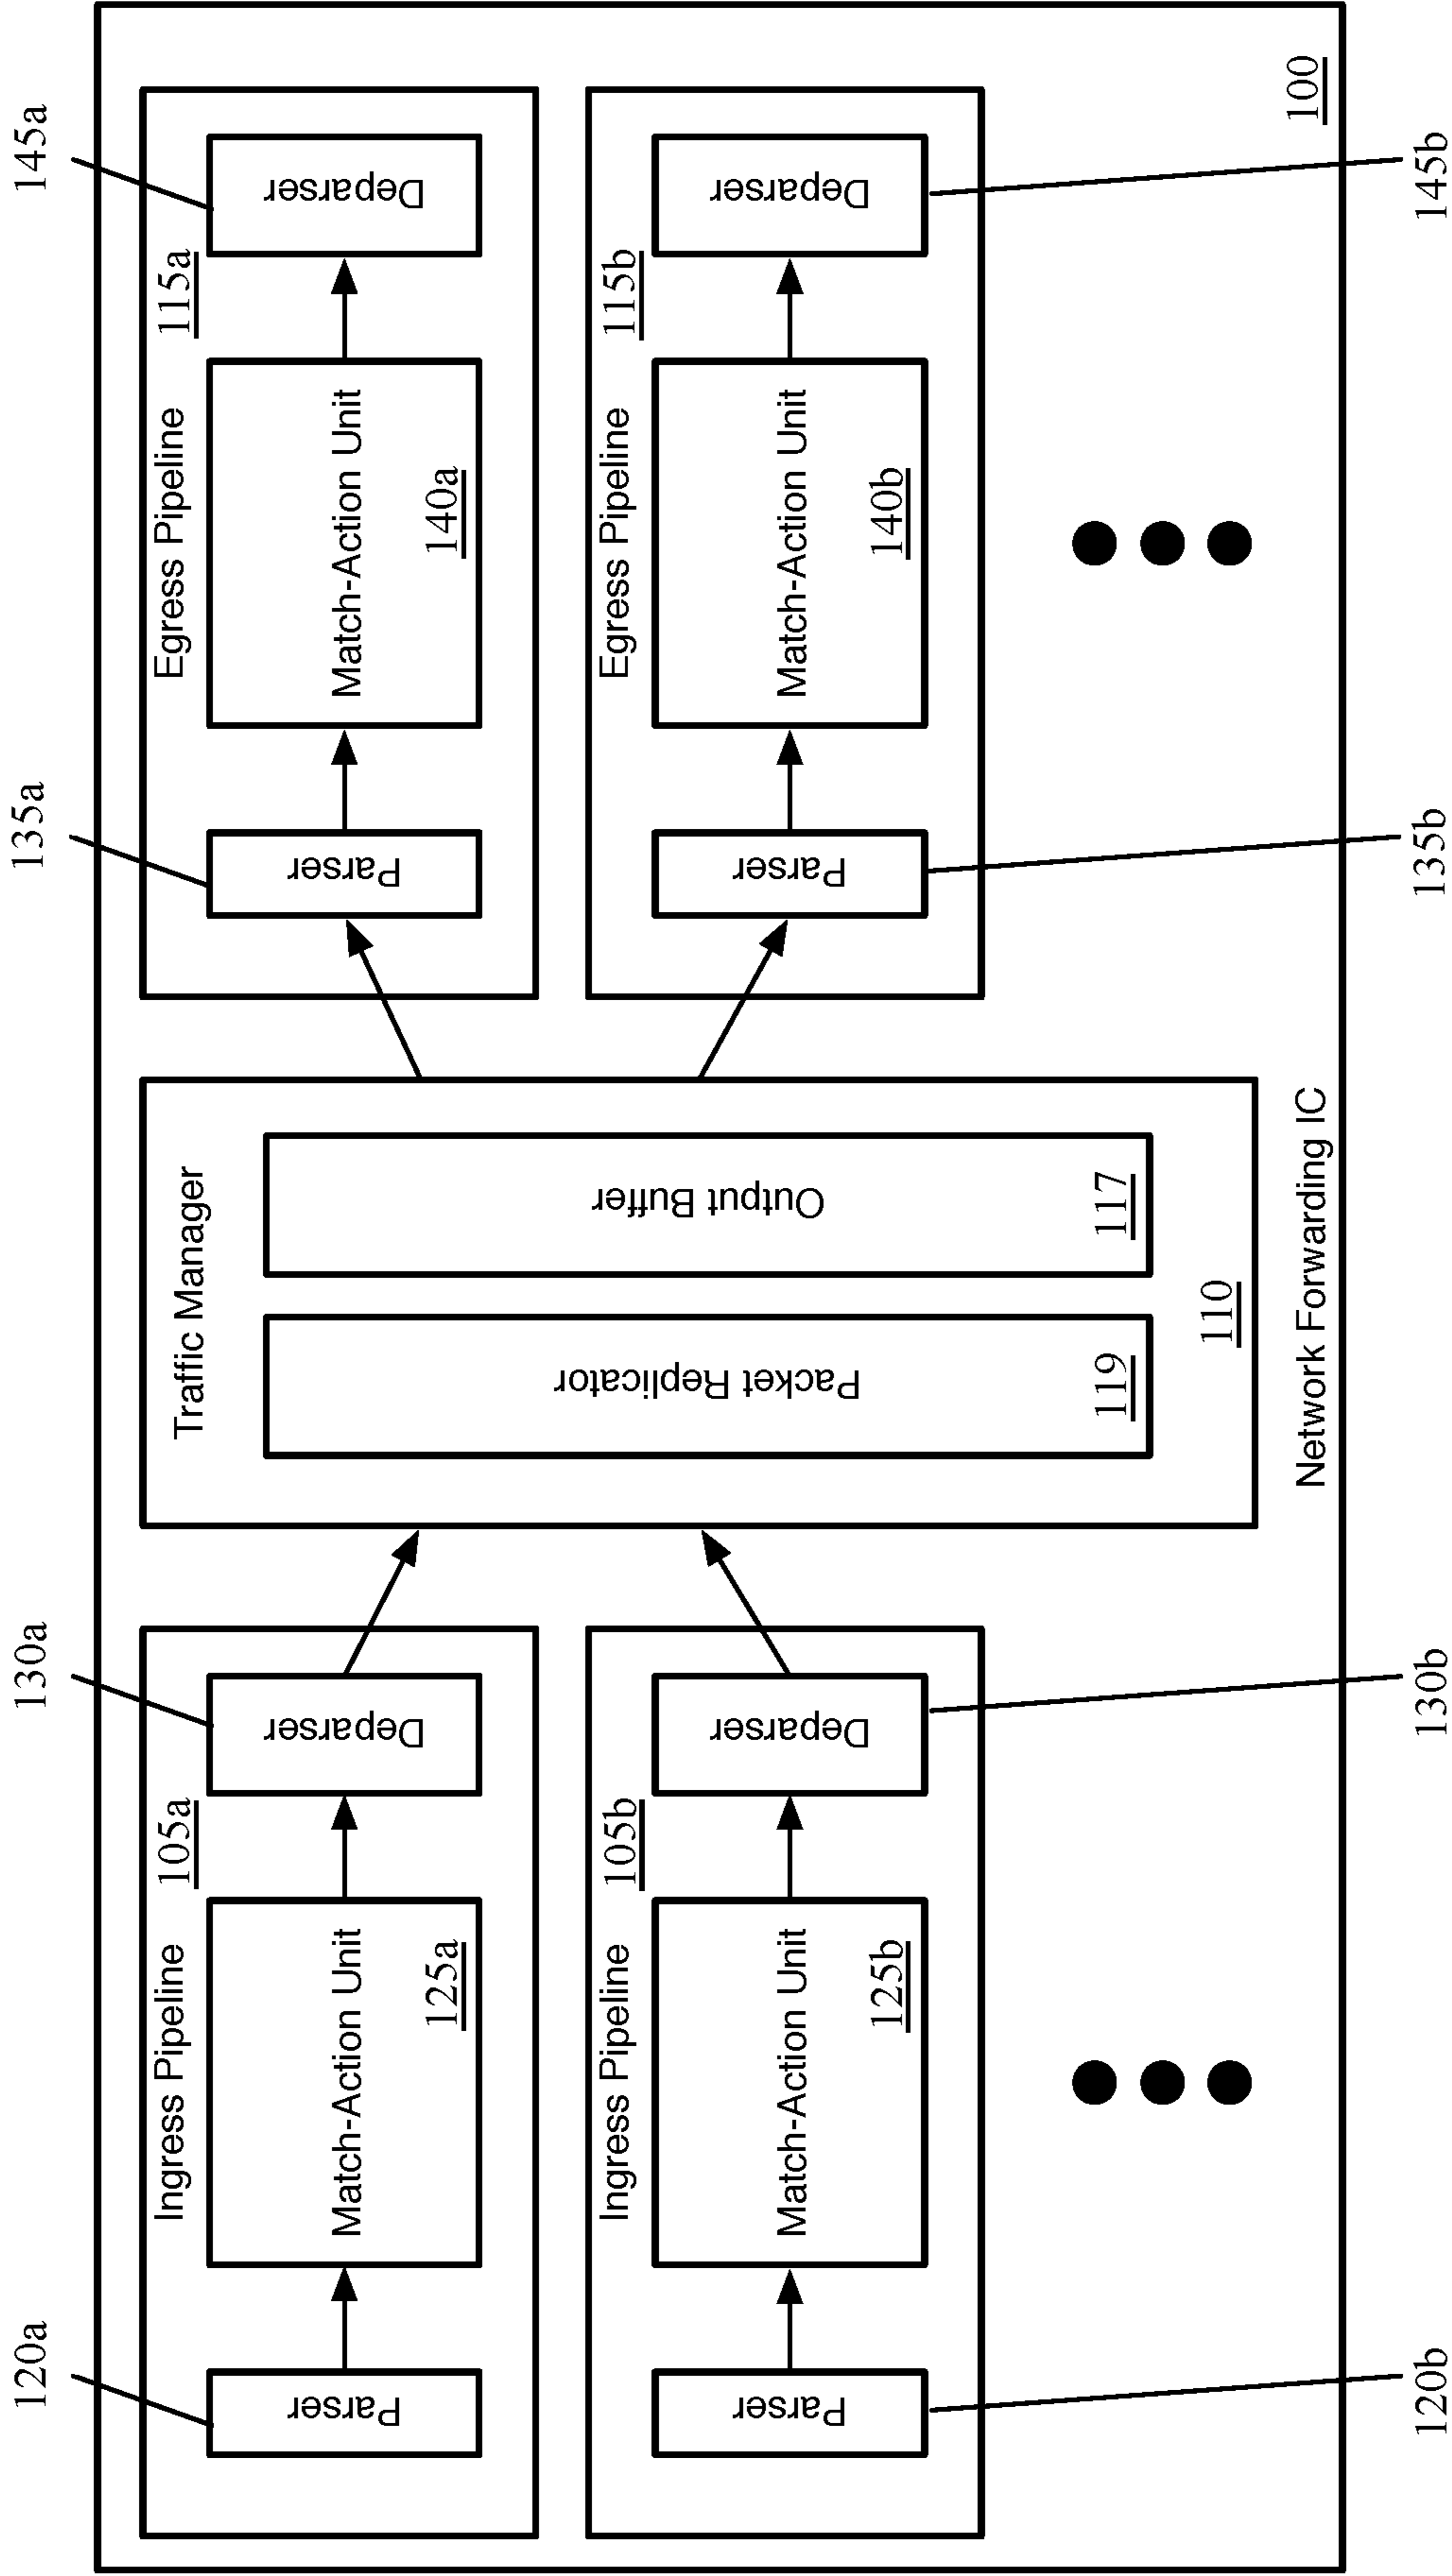 120a
130a
135a
145a
Ingress Pipeline
105a
Parser
Match-Action Unit
125a
Deparser
Ingress Pipeline
105b
Parser
Match-Action Unit
125b
Deparser
Traffic Manager
Packet Replicator
119
Output Buffer
117
110
Egress Pipeline
115a
Parser
Match-Action Unit
140a
Deparser
Egress Pipeline
115b
Parser
Match-Action Unit
140b
Deparser
Network Forwarding IC
100
120b
130b
135b
145b